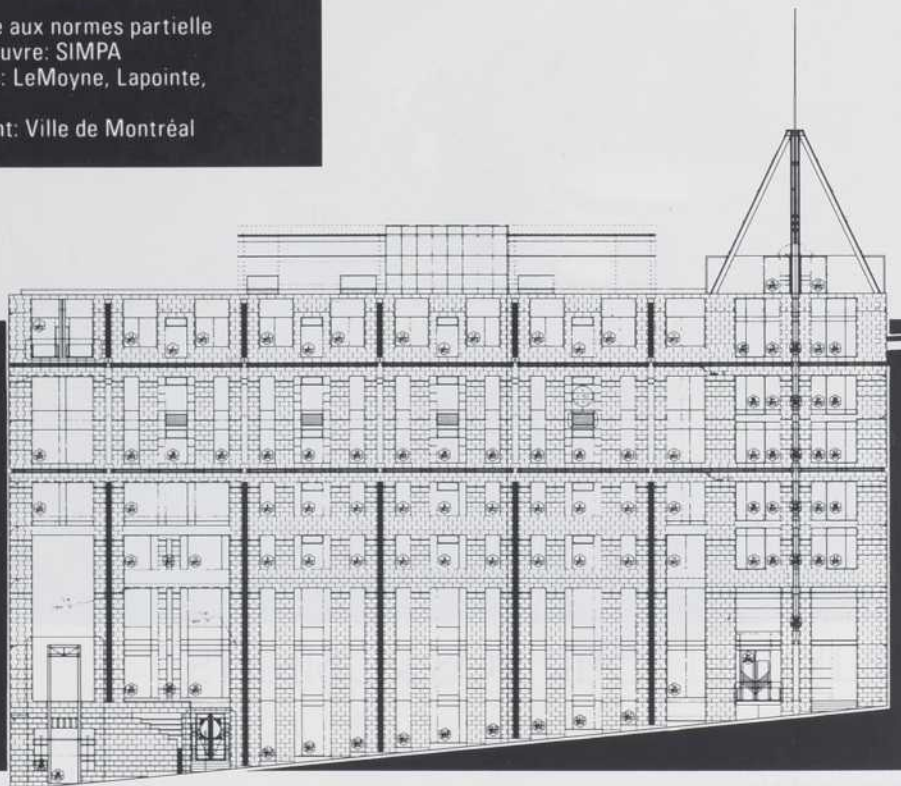 e aux normes partielle
uvre: SIMPA
: LeMoyne, Lapointe,
nt: Ville de Montréal